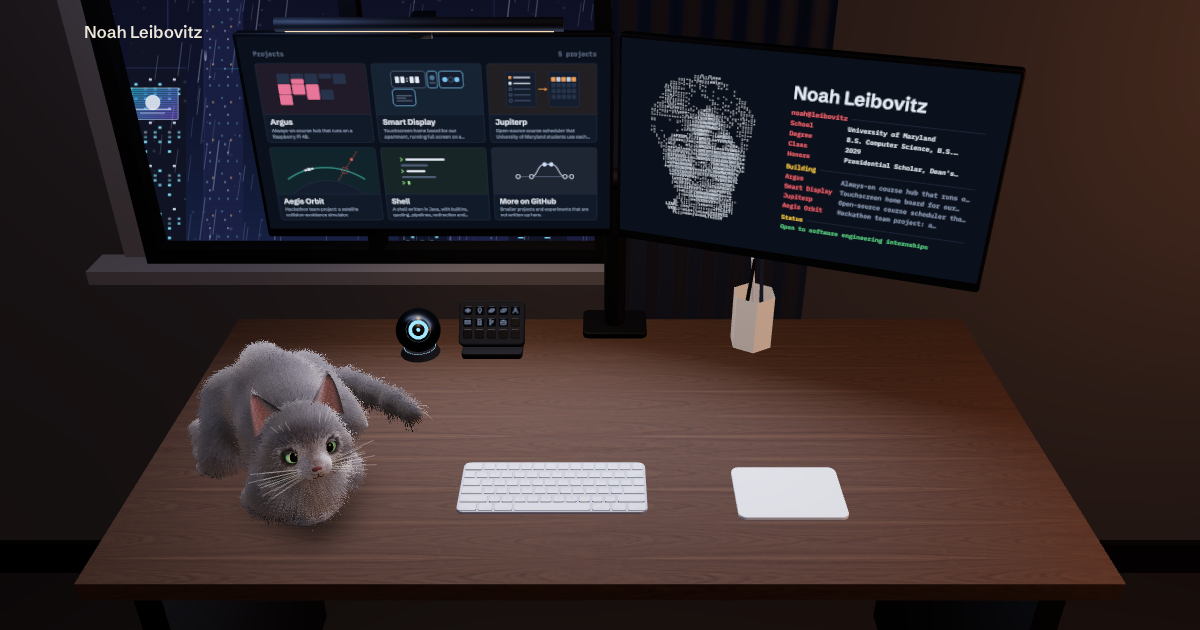 Noah Leibovitz
Projects
6 projects
Argus
Always-on course hub that runs on a
Raspberry Pi 4B.
Smart Display
Touchscreen home board for our
apartment, running full screen on a...
Jupiterp
Open-source course scheduler that
University of Maryland students use each...
Aegis Orbit
Hackathon team project: a satellite
collision-avoidance simulator.
Shell
A shell written in Java, with builtins,
quoting, pipelines, redirection and...
More on GitHub
Smaller projects and experiments that are
not written up here.
Noah Leibovitz
noah@leibovitz
School University of Maryland
Degree B.S. Computer Science, B.S.…
Class 2029
Honors Presidential Scholar, Dean's…
Building
Argus Always-on course hub that runs o…
Smart Display Touchscreen home board for our…
Jupiterp Open-source course scheduler tha…
Aegis Orbit Hackathon team project: a…
Status
Open to software engineering internships